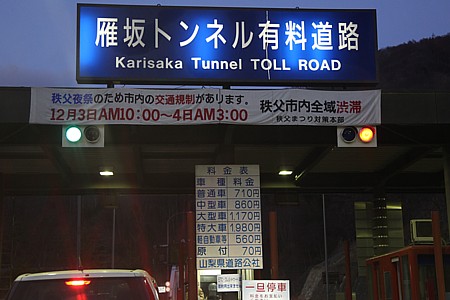 雁坂トンネル有料道路
Karisaka Tunnel TOLL ROAD
秩父夜祭のため市内の交通規制があります。
12月3日AM10:00～4日AM3:00
秩父市内全域渋滞
秩父まつり対策本部
料金表
車種 料金
普通車 710円
中型車 860円
大型車 1,170円
特大車 1,980円
軽自動車等 560円
原付 70円
山梨県道路公社
一旦停車